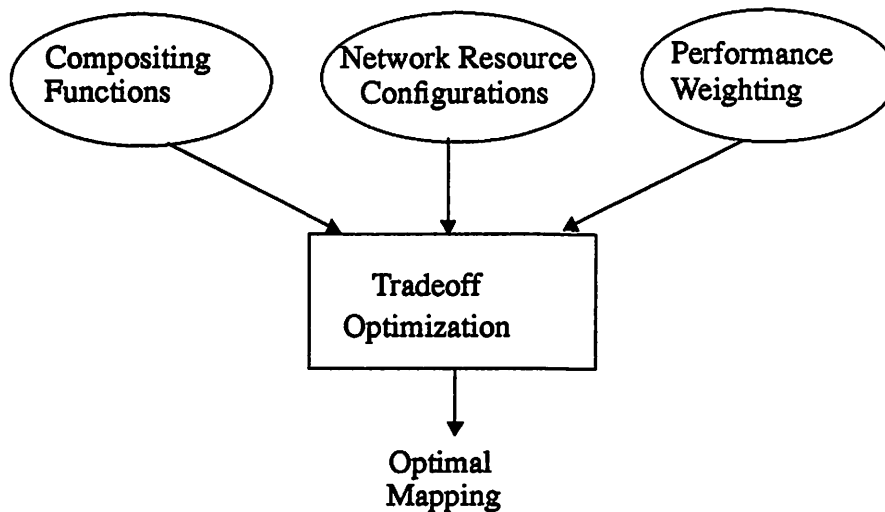 Compositing
Functions
Network Resource
Configurations
Performance
Weighting
Tradeoff
Optimization
Optimal
Mapping